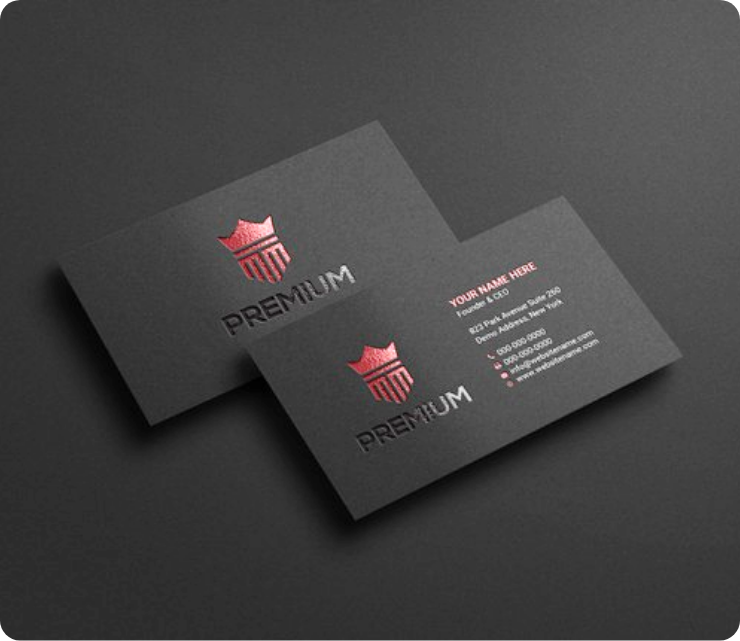 PREMIUM
PREMIUM
YOUR NAME HERE
Founder & CEO
823 Park Avenue Suite 260
Demo Address, New York
000-000-0000
000-000-0000
info@websitename.com
www.websitename.com